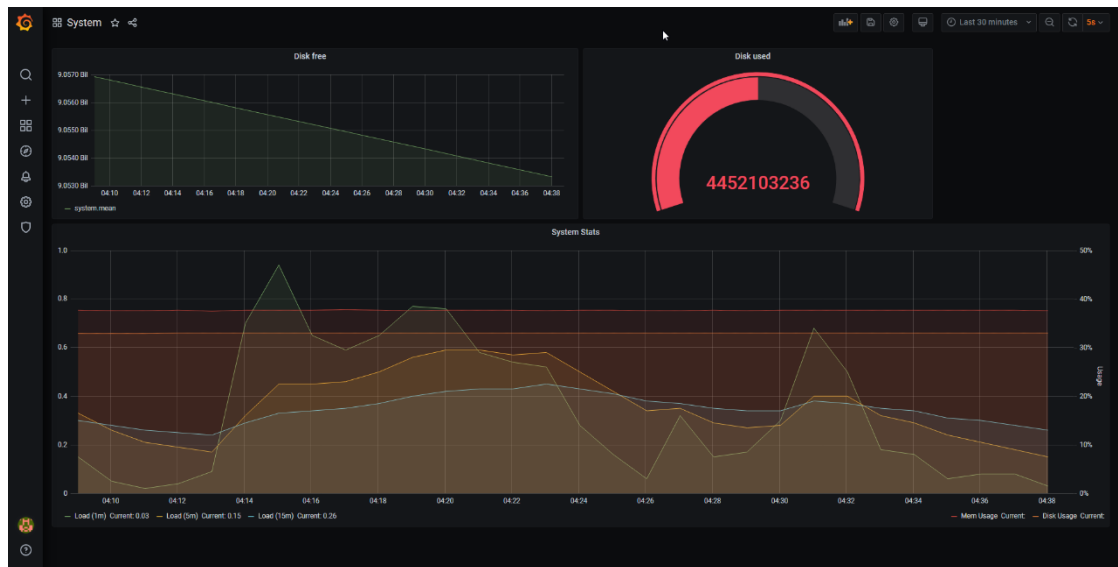 System
Last 30 minutes
5s
Disk free
9.0570 Bil
9.0560 Bil
9.0550 Bil
9.0540 Bil
9.0530 Bil
04:10 04:12 04:14 04:16 04:18 04:20 04:22 04:24 04:26 04:28 04:30 04:32 04:34 04:36 04:38
system.mean
Disk used
4452103236
System Stats
1.0
0.8
0.6
0.4
0.2
0
50%
40%
30%
20%
10%
0%
Usage
04:10 04:12 04:14 04:16 04:18 04:20 04:22 04:24 04:26 04:28 04:30 04:32 04:34 04:36 04:38
Load (1m) Current: 0.03 Load (5m) Current: 0.15 Load (15m) Current: 0.26
Mem Usage Current: Disk Usage Current: